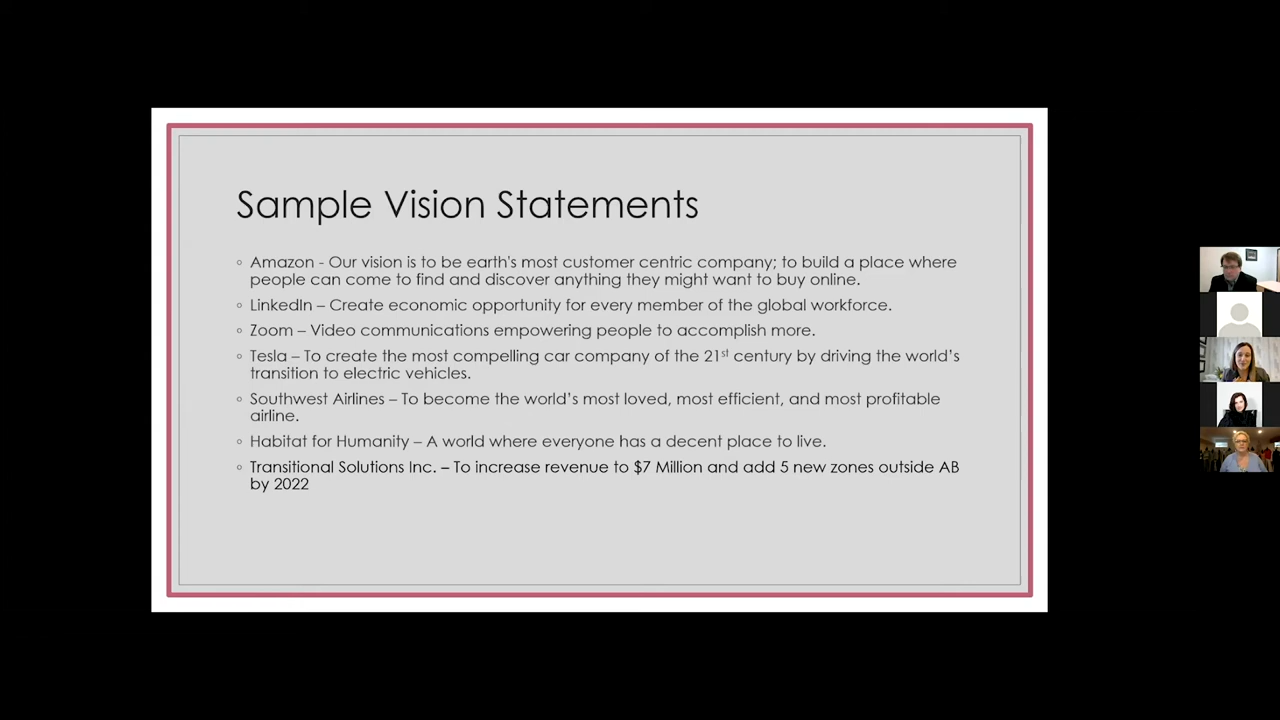 Sample Vision Statements
◦ Amazon - Our vision is to be earth's most customer centric company; to build a place where
people can come to find and discover anything they might want to buy online.
◦ LinkedIn – Create economic opportunity for every member of the global workforce.
◦ Zoom – Video communications empowering people to accomplish more.
◦ Tesla – To create the most compelling car company of the 21st century by driving the world’s
transition to electric vehicles.
◦ Southwest Airlines – To become the world’s most loved, most efficient, and most profitable
airline.
◦ Habitat for Humanity – A world where everyone has a decent place to live.
◦ Transitional Solutions Inc. – To increase revenue to $7 Million and add 5 new zones outside AB
by 2022